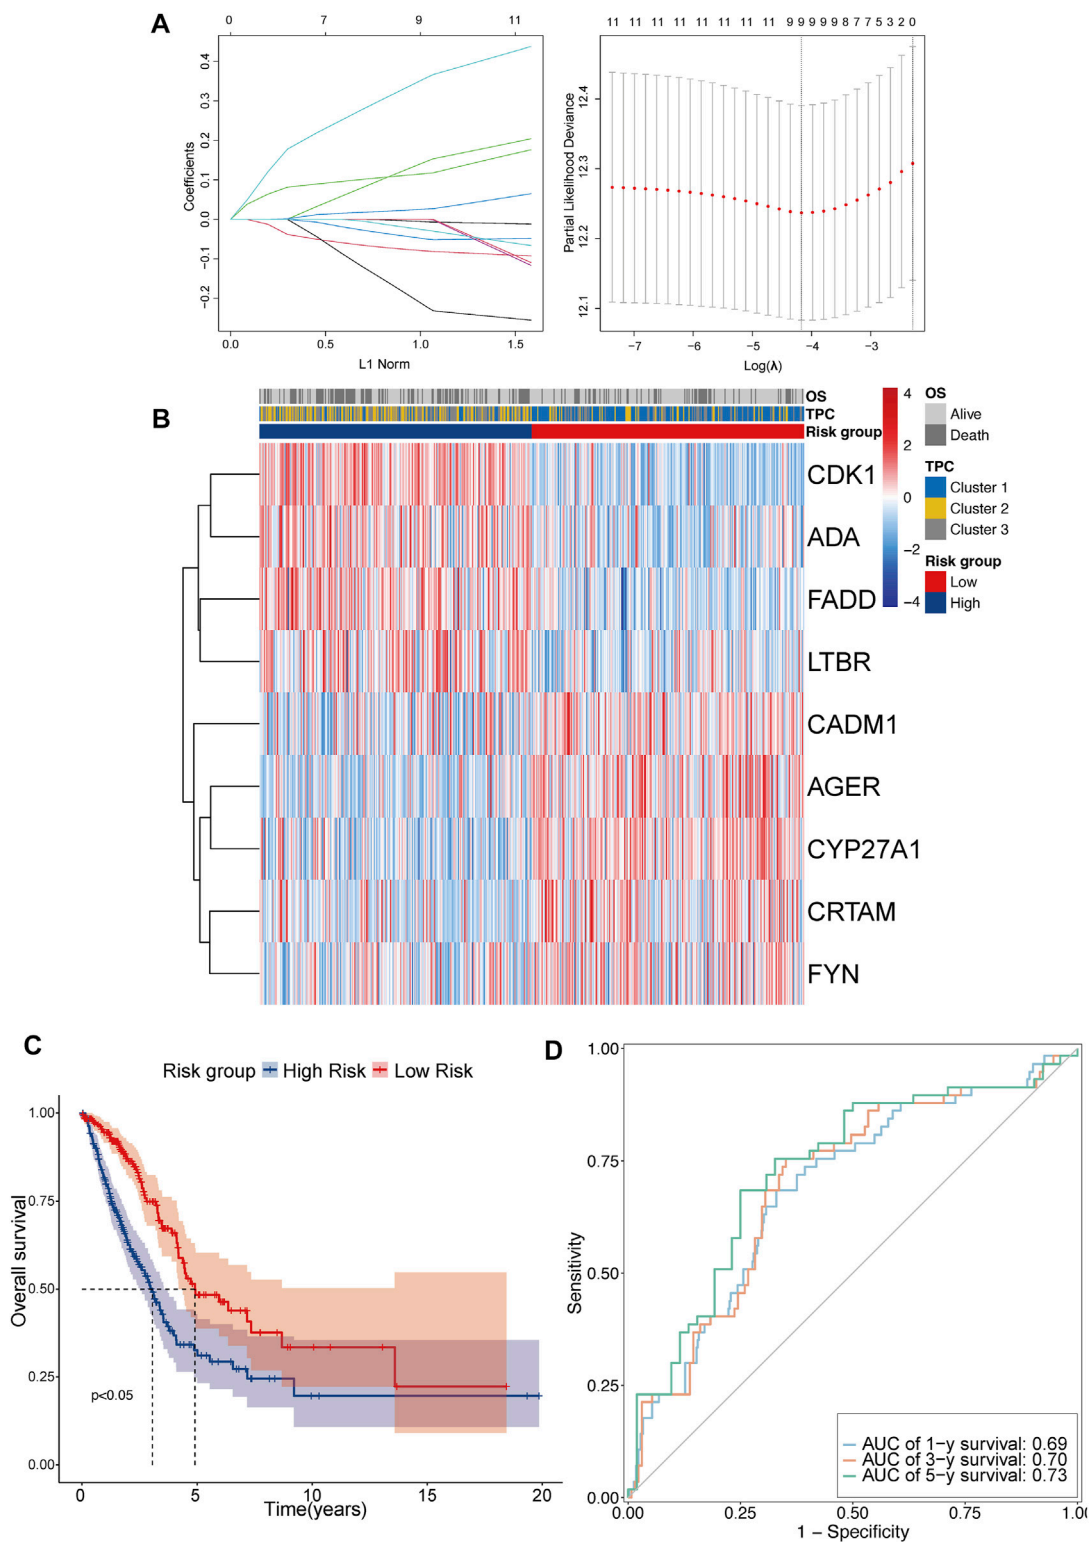 A
0 7 9 11
Coefficients
0.4
0.3
0.2
0.1
0.0
−0.1
−0.2
0.0 0.5 1.0 1.5
L1 Norm
11 11 11 11 11 11 11 11 9 9 9 9 9 8 7 7 5 3 2 0
Partial Likelihood Deviance
12.4
12.3
12.2
12.1
−7 −6 −5 −4 −3
Log(λ)
B
OS
TPC
Risk group
CDK1
ADA
FADD
LTBR
CADM1
AGER
CYP27A1
CRTAM
FYN
4
2
0
−2
−4
OS
Alive
Death
TPC
Cluster 1
Cluster 2
Cluster 3
Risk group
Low
High
C
Risk group High Risk Low Risk
Overall survival
1.00
0.75
0.50
0.25
0.00
p<0.05
0 5 10 15 20
Time(years)
D
Sensitivity
1.00
0.75
0.50
0.25
0.00
AUC of 1−y survival: 0.69
AUC of 3−y survival: 0.70
AUC of 5−y survival: 0.73
0.00 0.25 0.50 0.75 1.00
1 − Specificity